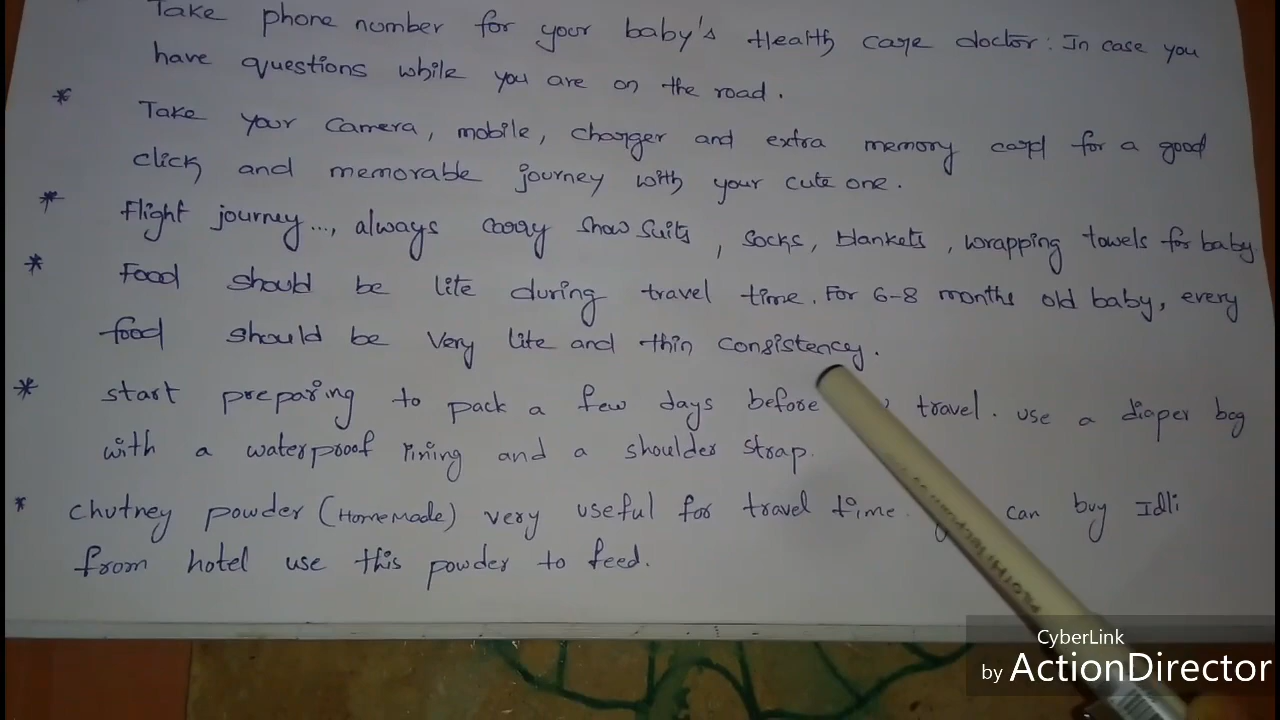 Take phone number for your baby's Health care doctor: In case you
have questions while you are on the road.
* Take your camera, mobile, charger and extra memory card for a good
click and memorable journey with your cute one.
* Flight journey..., always carry snow suits, socks, blankets, wrapping towels for baby.
* Food should be lite during travel time. For 6-8 months old baby, every
food should be very lite and thin consistency.
* start preparing to pack a few days before travel. use a diaper bag
with a waterproof lining and a shoulder strap.
* chutney powder (Homemade) very useful for travel time. can buy Idli
from hotel use this powder to feed.
CyberLink
by ActionDirector